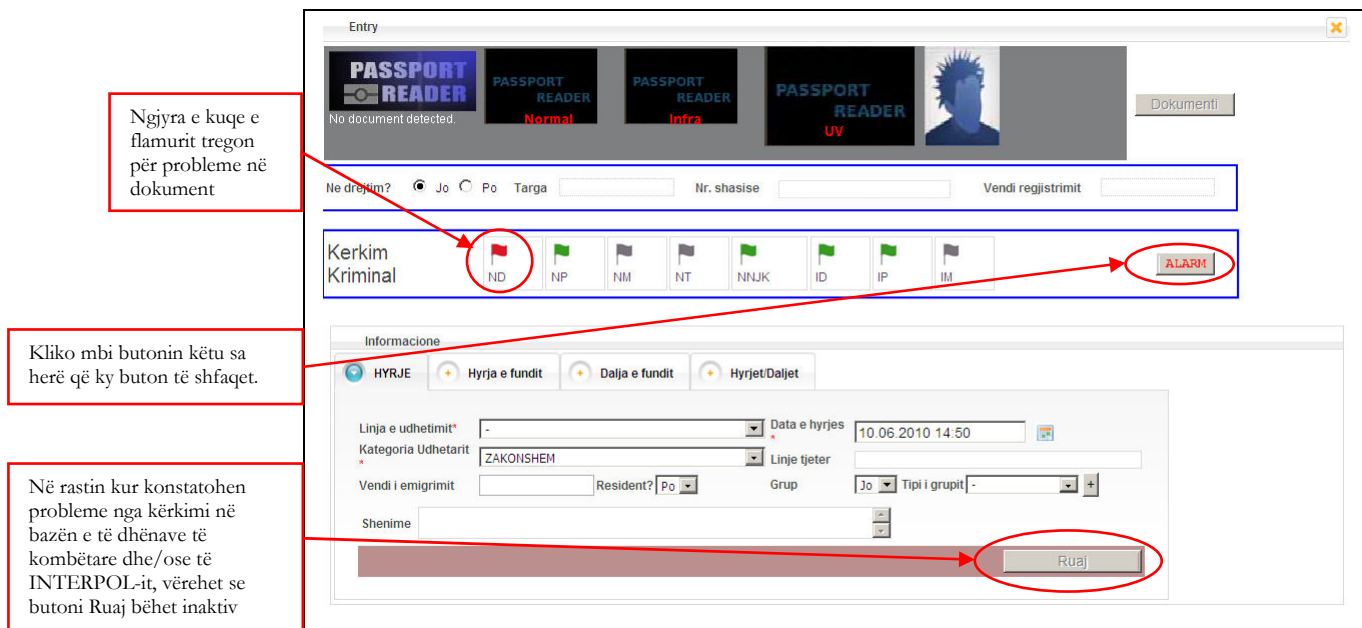 Entry
PASSPORT
READER
No document detected.
PASSPORT
READER
Normal
PASSPORT
READER
Infra
PASSPORT
READER
UV
Dokumenti
Ngjyra e kuqe e
flamurit tregon
për probleme në
dokument
Ne drejtim? Jo Po Targa Nr. shasise Vendi regjistrimit
Kerkim
Kriminal
ND NP NM NT NNJK ID IP IM
ALARM
Kliko mbi butonin këtu sa
herë që ky buton të shfaqet.
Informacione
HYRJE Hyrja e fundit Dalja e fundit Hyrjet/Daljet
Linja e udhetimit* - Data e hyrjes
* 10.06.2010 14:50
Kategoria Udhetarit
* ZAKONSHEM Linje tjeter
Vendi i emigrimit Resident? Po Grup Jo Tipi i grupit - +
Shenime
Ruaj
Në rastin kur konstatohen
probleme nga kërkimi në
bazën e të dhënave të
kombëtare dhe/ose të
INTERPOL-it, vërehet se
butoni Ruaj bëhet inaktiv